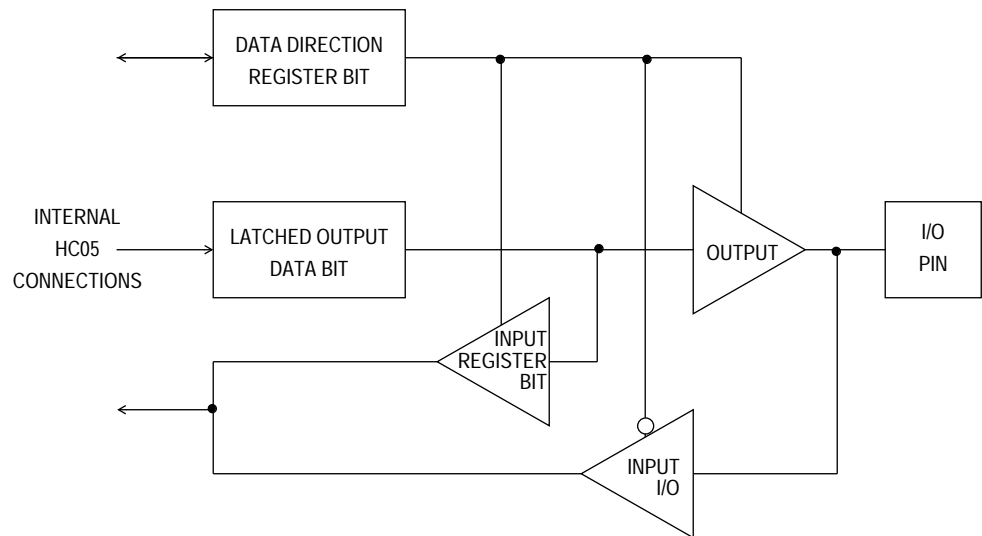 DATA DIRECTION
REGISTER BIT
INTERNAL
HC05
CONNECTIONS
LATCHED OUTPUT
DATA BIT
OUTPUT
I/O
PIN
INPUT
REGISTER
BIT
INPUT
I/O